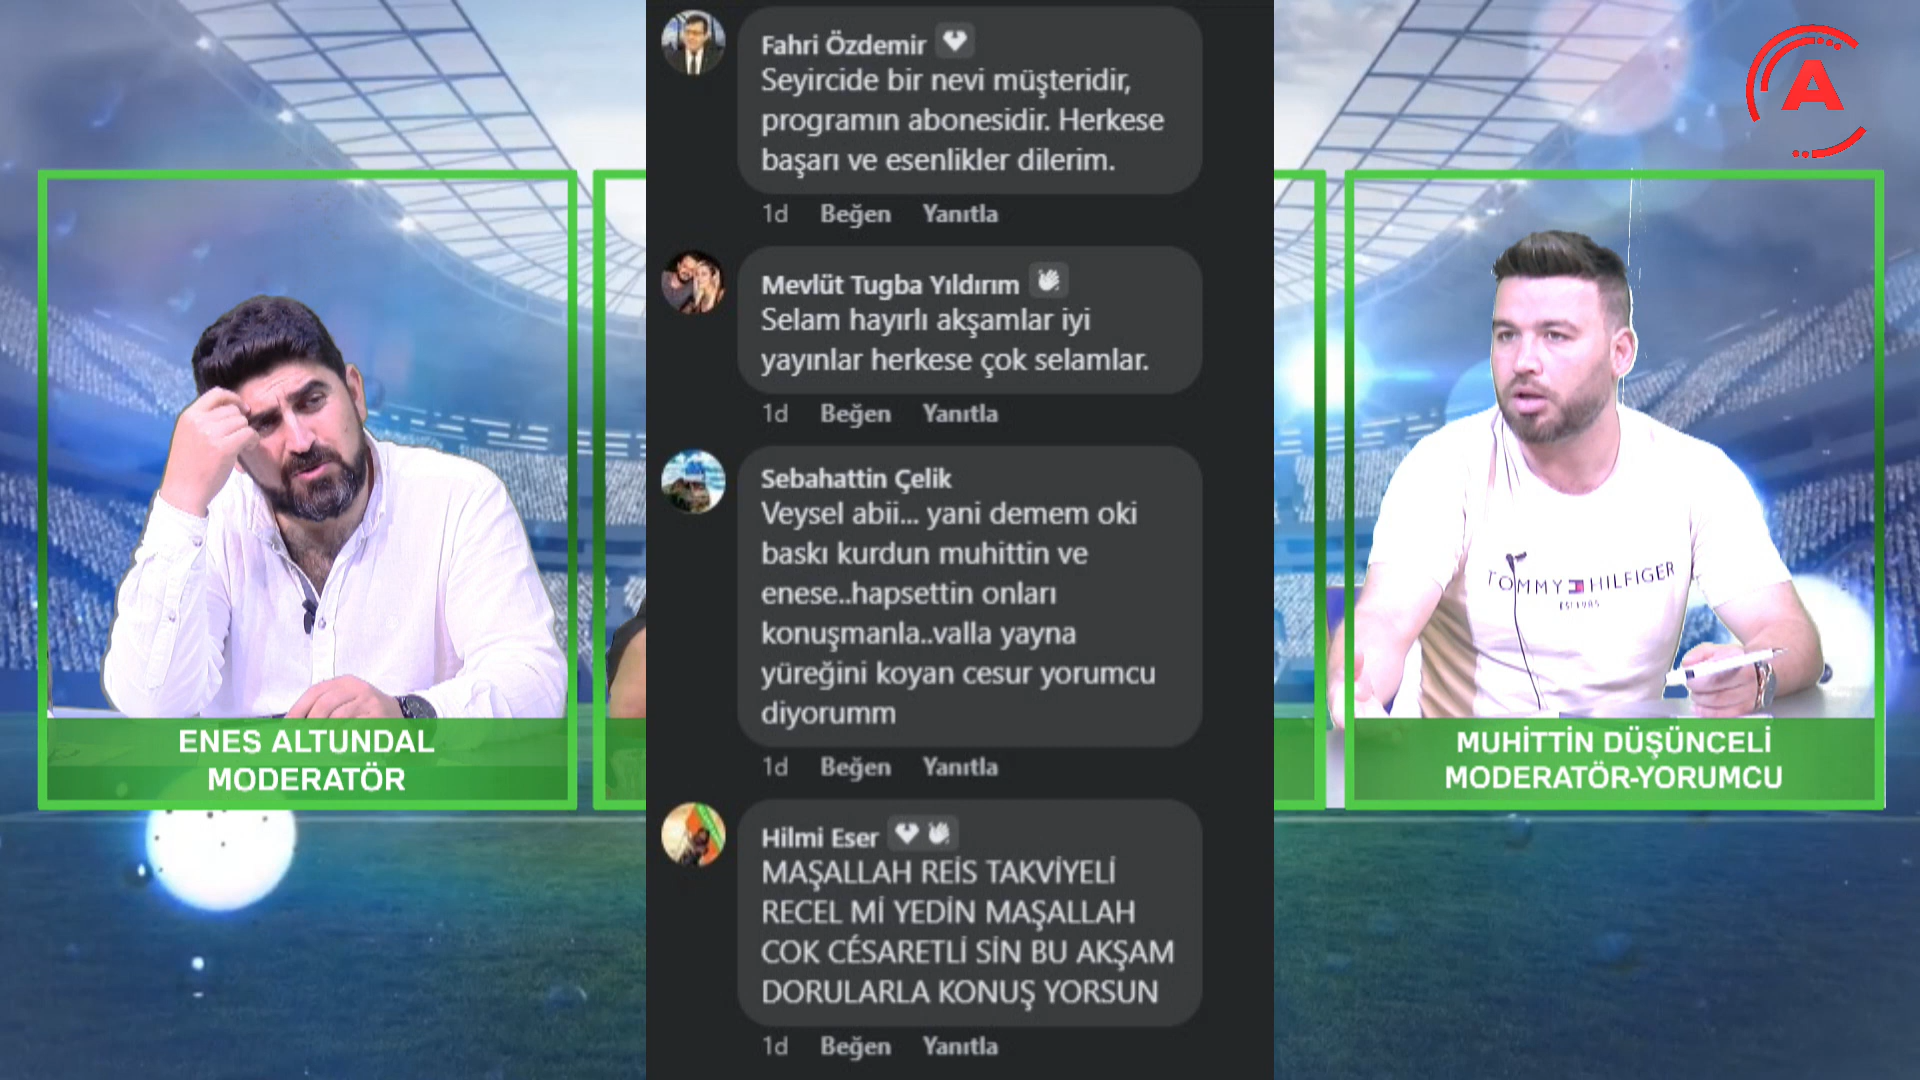 Fahri Özdemir
Seyircide bir nevi müşteridir,
programın abonesidir. Herkese
başarı ve esenlikler dilerim.
1d Beğen Yanıtla
Mevlüt Tugba Yıldırım
Selam hayırlı akşamlar iyi
yayınlar herkese çok selamlar.
1d Beğen Yanıtla
Sebahattin Çelik
Veysel abii... yani demem oki
baskı kurdun muhittin ve
enese..hapsettin onları
konuşmanla..valla yayna
yüreğini koyan cesur yorumcu
diyorumm
1d Beğen Yanıtla
Hilmi Eser
MAŞALLAH REİS TAKVİYELİ
RECEL Mİ YEDİN MAŞALLAH
COK CÉSARETLİ SİN BU AKŞAM
DORULARLA KONUŞ YORSUN
1d Beğen Yanıtla
ENES ALTUNDAL
MODERATÖR
A
TOMMY HILFIGER
EST 1985
MUHİTTİN DÜŞÜNCELİ
MODERATÖR-YORUMCU